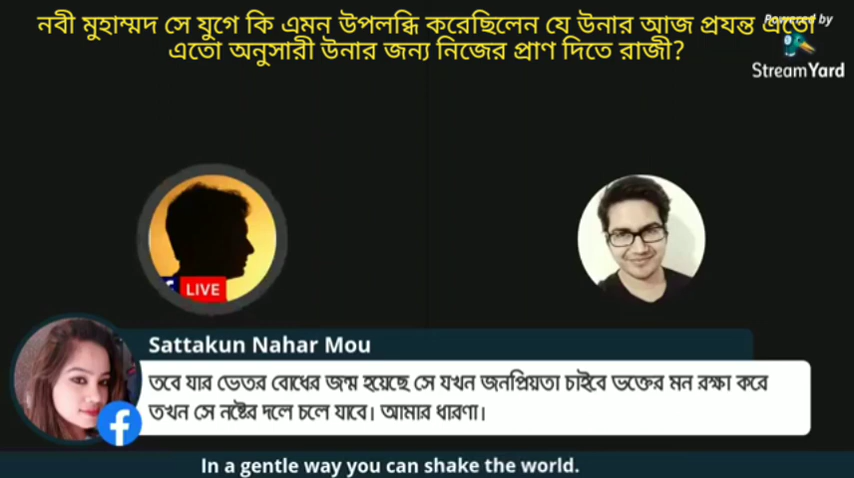 Powered by
নবী মুহাম্মদ সে যুগে কি এমন উপলব্ধি করেছিলেন যে উনার আজ প্রযন্ত এতো
এতো অনুসারী উনার জন্য নিজের প্রাণ দিতে রাজী?
StreamYard
LIVE
Sattakun Nahar Mou
তবে যার ভেতর বোধের জন্ম হয়েছে সে যখন জনপ্রিয়তা চাইবে ভক্তের মন রক্ষা করে
তখন সে নষ্টের দলে চলে যাবে। আমার ধারণা।
In a gentle way you can shake the world.